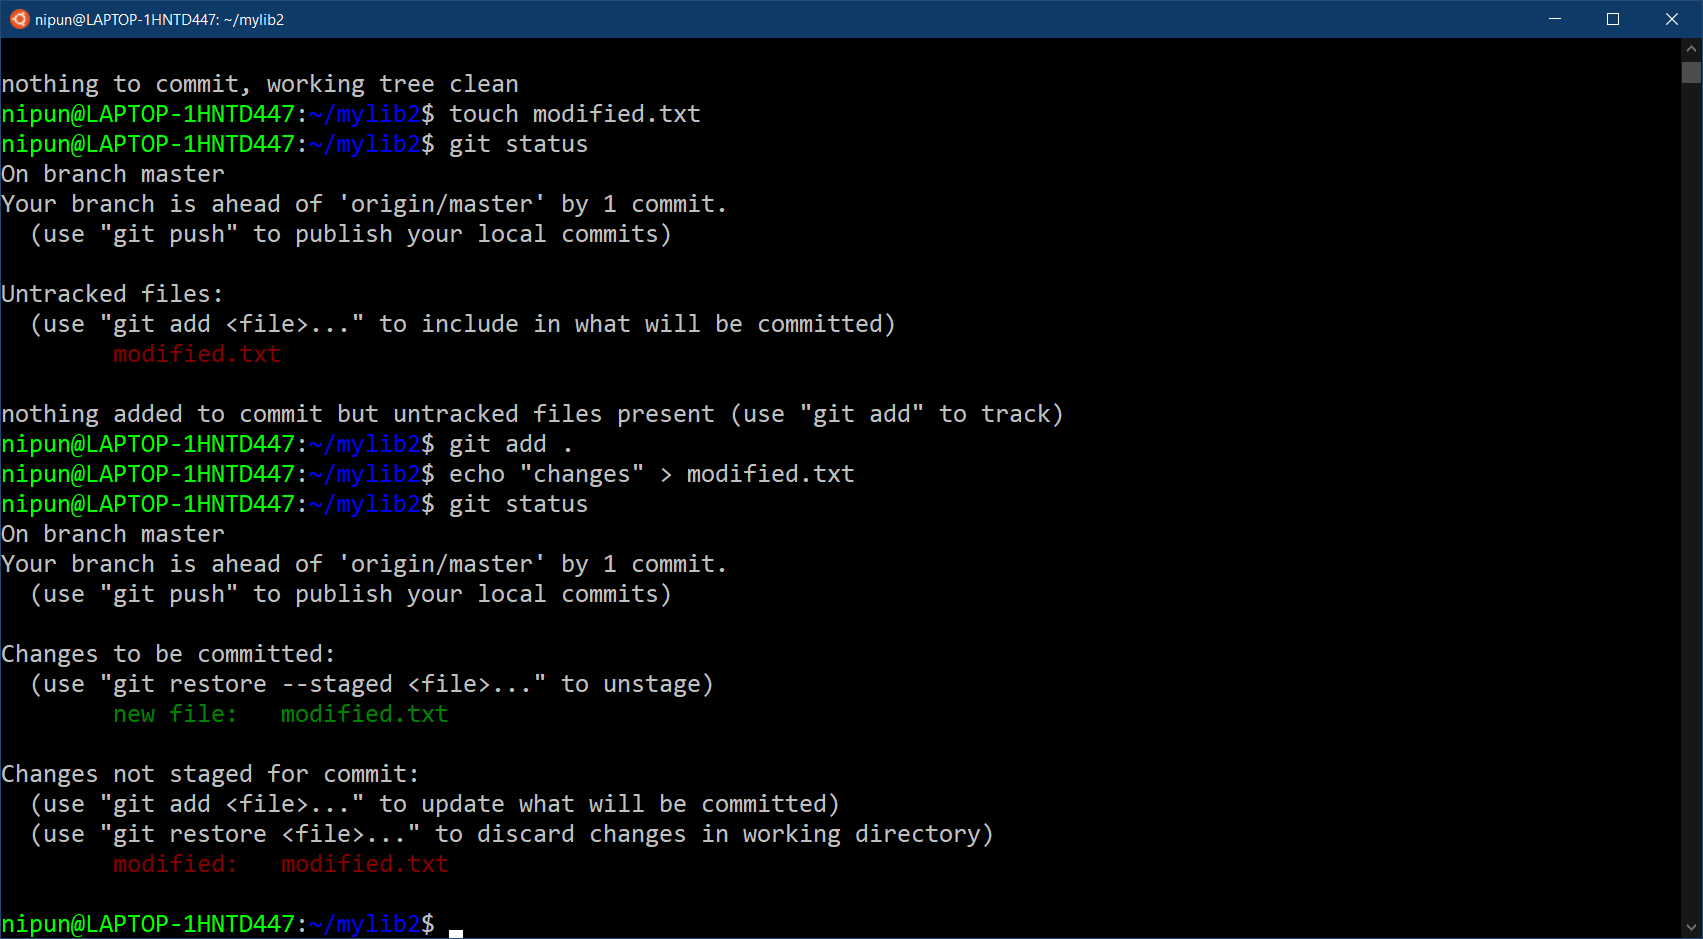 nipun@LAPTOP-1HNTD447: ~/mylib2
nothing to commit, working tree clean
nipun@LAPTOP-1HNTD447:~/mylib2$ touch modified.txt
nipun@LAPTOP-1HNTD447:~/mylib2$ git status
On branch master
Your branch is ahead of 'origin/master' by 1 commit.
  (use "git push" to publish your local commits)

Untracked files:
  (use "git add <file>..." to include in what will be committed)
        modified.txt

nothing added to commit but untracked files present (use "git add" to track)
nipun@LAPTOP-1HNTD447:~/mylib2$ git add .
nipun@LAPTOP-1HNTD447:~/mylib2$ echo "changes" > modified.txt
nipun@LAPTOP-1HNTD447:~/mylib2$ git status
On branch master
Your branch is ahead of 'origin/master' by 1 commit.
  (use "git push" to publish your local commits)

Changes to be committed:
  (use "git restore --staged <file>..." to unstage)
        new file:   modified.txt

Changes not staged for commit:
  (use "git add <file>..." to update what will be committed)
  (use "git restore <file>..." to discard changes in working directory)
        modified:   modified.txt

nipun@LAPTOP-1HNTD447:~/mylib2$